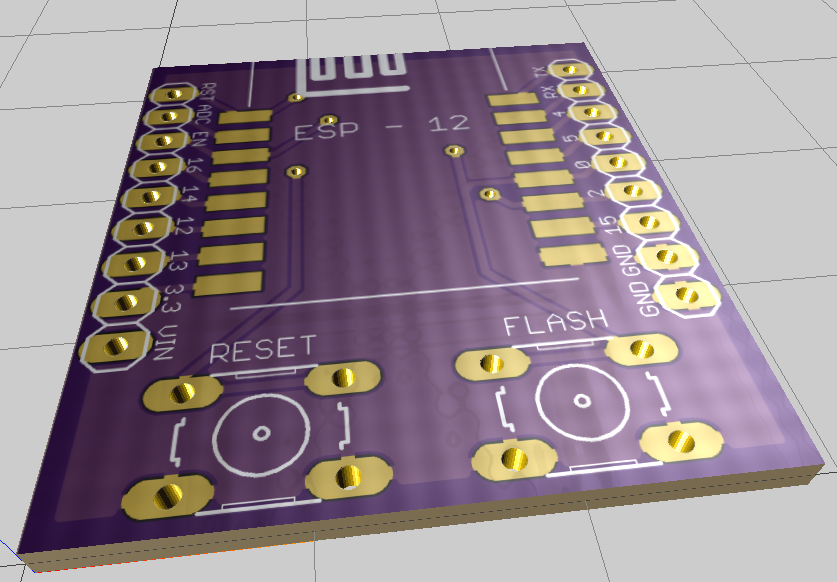 RST
ADC
EN
16
14
12
13
3.3
VIN
ESP - 12
TX
RX
4
5
0
2
15
GND
GND
RESET
FLASH